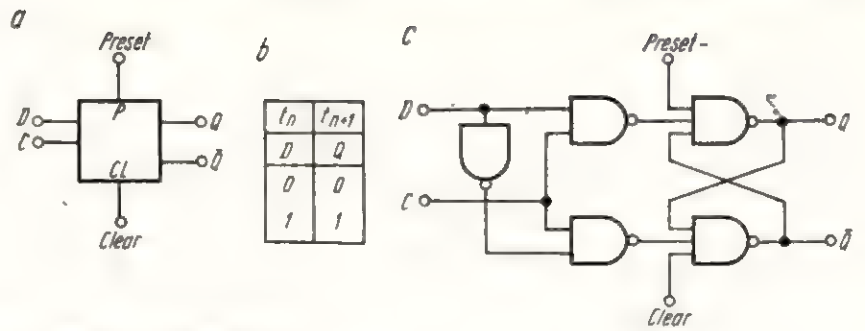 a
Preset
D
C
P
CL
Q
Q̄
Clear
b
tn tn+1
D Q
0 0
1 1
c
Preset
D
C
Q
Q̄
Clear